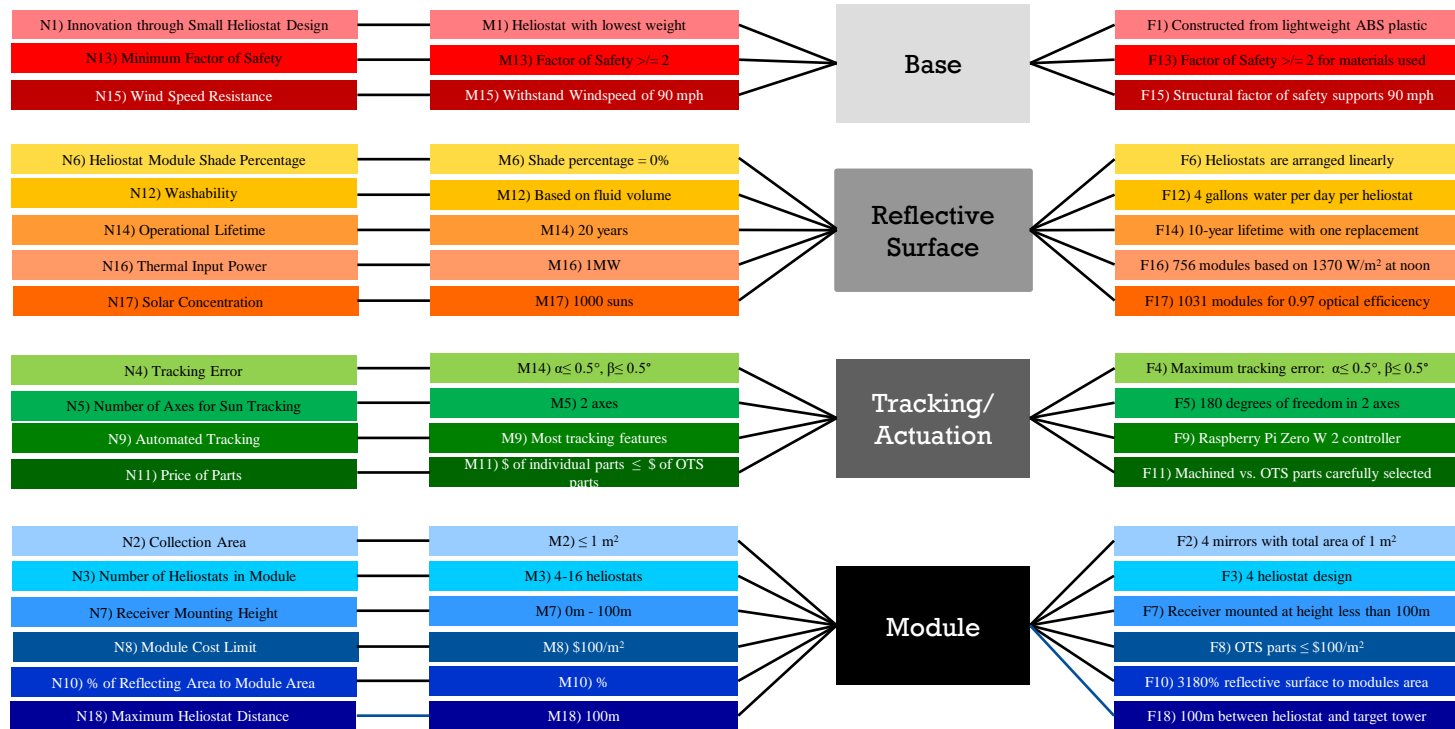 N1) Innovation through Small Heliostat Design
M1) Heliostat with lowest weight
F1) Constructed from lightweight ABS plastic
N13) Minimum Factor of Safety
M13) Factor of Safety >/= 2
Base
F13) Factor of Safety >/= 2 for materials used
N15) Wind Speed Resistance
M15) Withstand Windspeed of 90 mph
F15) Structural factor of safety supports 90 mph
N6) Heliostat Module Shade Percentage
M6) Shade percentage = 0%
F6) Heliostats are arranged linearly
N12) Washability
M12) Based on fluid volume
F12) 4 gallons water per day per heliostat
N14) Operational Lifetime
M14) 20 years
Reflective
Surface
F14) 10-year lifetime with one replacement
N16) Thermal Input Power
M16) 1MW
F16) 756 modules based on 1370 W/m² at noon
N17) Solar Concentration
M17) 1000 suns
F17) 1031 modules for 0.97 optical efficicency
N4) Tracking Error
M14) α≤ 0.5°, β≤ 0.5°
F4) Maximum tracking error: α≤ 0.5°, β≤ 0.5°
N5) Number of Axes for Sun Tracking
M5) 2 axes
Tracking/
Actuation
F5) 180 degrees of freedom in 2 axes
N9) Automated Tracking
M9) Most tracking features
F9) Raspberry Pi Zero W 2 controller
N11) Price of Parts
M11) $ of individual parts ≤ $ of OTS
parts
F11) Machined vs. OTS parts carefully selected
N2) Collection Area
M2) ≤ 1 m²
F2) 4 mirrors with total area of 1 m²
N3) Number of Heliostats in Module
M3) 4-16 heliostats
F3) 4 heliostat design
N7) Receiver Mounting Height
M7) 0m - 100m
Module
F7) Receiver mounted at height less than 100m
N8) Module Cost Limit
M8) $100/m²
F8) OTS parts ≤ $100/m²
N10) % of Reflecting Area to Module Area
M10) %
F10) 3180% reflective surface to modules area
N18) Maximum Heliostat Distance
M18) 100m
F18) 100m between heliostat and target tower